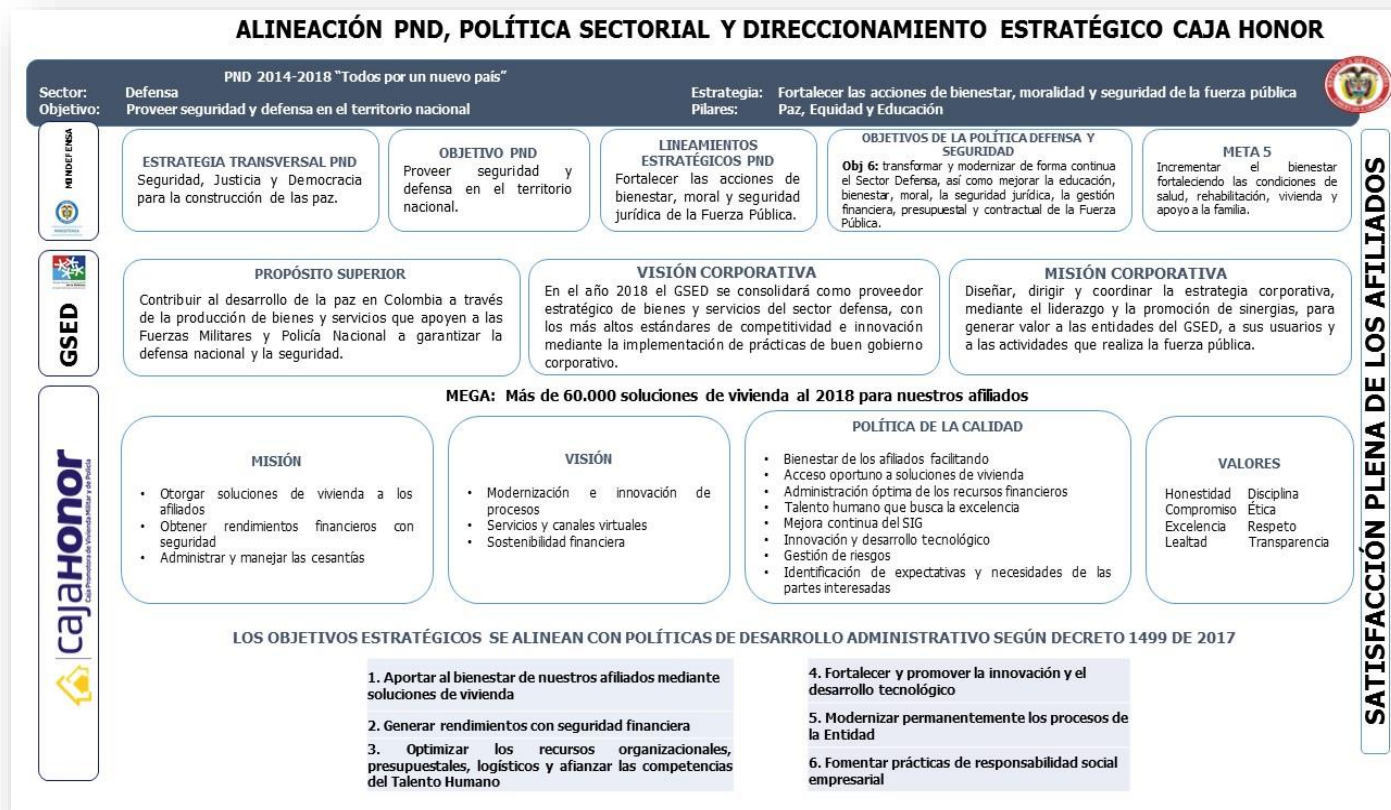 ALINEACIÓN PND, POLÍTICA SECTORIAL Y DIRECCIONAMIENTO ESTRATÉGICO CAJA HONOR
PND 2014-2018 "Todos por un nuevo país"
Sector: Defensa
Objetivo: Proveer seguridad y defensa en el territorio nacional
Estrategia: Fortalecer las acciones de bienestar, moralidad y seguridad de la fuerza pública
Pilares: Paz, Equidad y Educación
MINDEFENSA
ESTRATEGIA TRANSVERSAL PND
Seguridad, Justicia y Democracia
para la construcción de las paz.
OBJETIVO PND
Proveer seguridad y
defensa en el territorio
nacional.
LINEAMIENTOS
ESTRATÉGICOS PND
Fortalecer las acciones de
bienestar, moral y seguridad
jurídica de la Fuerza Pública.
OBJETIVOS DE LA POLÍTICA DEFENSA Y
SEGURIDAD
Obj 6: transformar y modernizar de forma continua
el Sector Defensa, así como mejorar la educación,
bienestar, moral, la seguridad jurídica, la gestión
financiera, presupuestal y contractual de la Fuerza
Pública.
META 5
Incrementar el bienestar
fortaleciendo las condiciones de
salud, rehabilitación, vivienda y
apoyo a la familia.
GSED
PROPÓSITO SUPERIOR
Contribuir al desarrollo de la paz en Colombia a través
de la producción de bienes y servicios que apoyen a las
Fuerzas Militares y Policía Nacional a garantizar la
defensa nacional y la seguridad.
VISIÓN CORPORATIVA
En el año 2018 el GSED se consolidará como proveedor
estratégico de bienes y servicios del sector defensa, con
los más altos estándares de competitividad e innovación
mediante la implementación de prácticas de buen gobierno
corporativo.
MISIÓN CORPORATIVA
Diseñar, dirigir y coordinar la estrategia corporativa,
mediante el liderazgo y la promoción de sinergias, para
generar valor a las entidades del GSED, a sus usuarios y
a las actividades que realiza la fuerza pública.
MEGA: Más de 60.000 soluciones de vivienda al 2018 para nuestros afiliados
cajaHONOR
Caja Promotora de Vivienda Militar y de Policía
MISIÓN
• Otorgar soluciones de vivienda a los
afiliados
• Obtener rendimientos financieros con
seguridad
• Administrar y manejar las cesantías
VISIÓN
• Modernización e innovación de
procesos
• Servicios y canales virtuales
• Sostenibilidad financiera
POLÍTICA DE LA CALIDAD
• Bienestar de los afiliados facilitando
• Acceso oportuno a soluciones de vivienda
• Administración óptima de los recursos financieros
• Talento humano que busca la excelencia
• Mejora continua del SIG
• Innovación y desarrollo tecnológico
• Gestión de riesgos
• Identificación de expectativas y necesidades de las
partes interesadas
VALORES
Honestidad Disciplina
Compromiso Ética
Excelencia Respeto
Lealtad Transparencia
LOS OBJETIVOS ESTRATÉGICOS SE ALINEAN CON POLÍTICAS DE DESARROLLO ADMINISTRATIVO SEGÚN DECRETO 1499 DE 2017
1. Aportar al bienestar de nuestros afiliados mediante
soluciones de vivienda
2. Generar rendimientos con seguridad financiera
3. Optimizar los recursos organizacionales,
presupuestales, logísticos y afianzar las competencias
del Talento Humano
4. Fortalecer y promover la innovación y el
desarrollo tecnológico
5. Modernizar permanentemente los procesos de
la Entidad
6. Fomentar prácticas de responsabilidad social
empresarial
SATISFACCIÓN PLENA DE LOS AFILIADOS